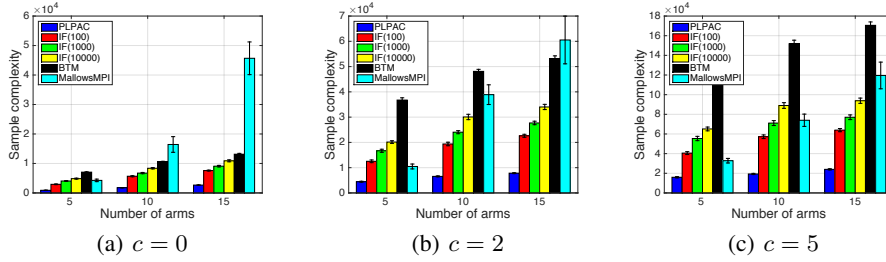 ×10⁴
6
5
4
3
2
1
0
Sample complexity
PLPAC
IF(100)
IF(1000)
IF(10000)
BTM
MallowsMPI
5 10 15
Number of arms
(a) c = 0
×10⁴
7
6
5
4
3
2
1
0
Sample complexity
PLPAC
IF(100)
IF(1000)
IF(10000)
BTM
MallowsMPI
5 10 15
Number of arms
(b) c = 2
×10⁴
18
16
14
12
10
8
6
4
2
0
Sample complexity
PLPAC
IF(100)
IF(1000)
IF(10000)
BTM
MallowsMPI
5 10 15
Number of arms
(c) c = 5